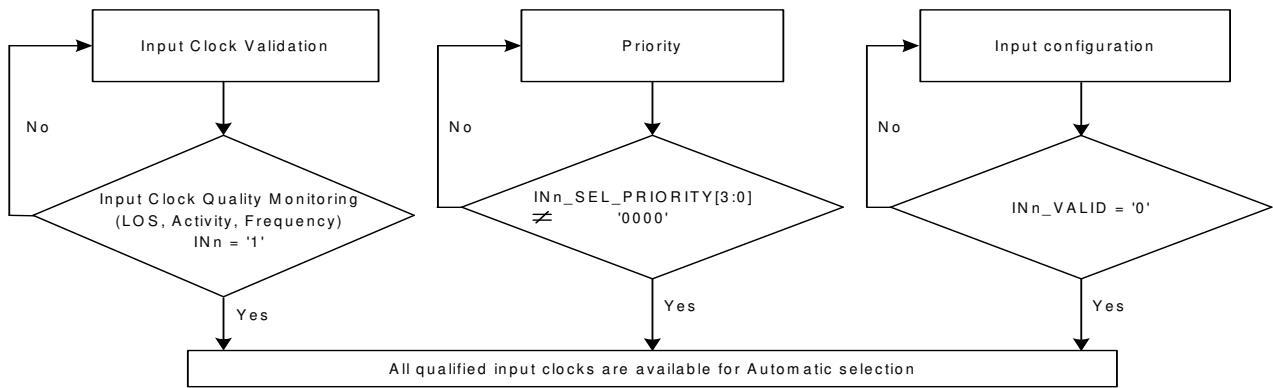 Input Clock Validation
Priority
Input configuration
No
No
No
Input Clock Quality Monitoring
(LOS, Activity, Frequency)
INn = '1'
INn_SEL_PRIORITY[3:0]
≠ '0000'
INn_VALID = '0'
Yes
Yes
Yes
All qualified input clocks are available for Automatic selection